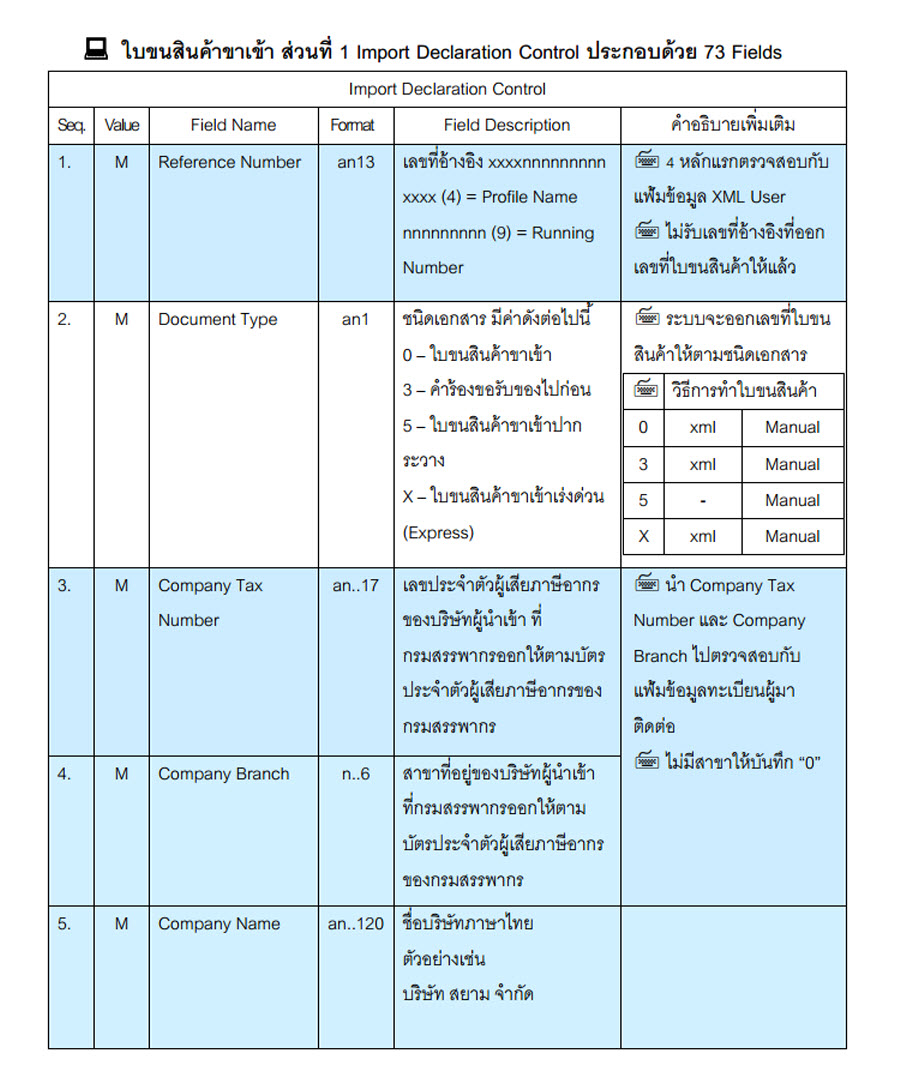 ใบขนสินค้าขาเข้า ส่วนที่ 1 Import Declaration Control ประกอบด้วย 73 Fields
Import Declaration Control
Seq. Value Field Name Format Field Description คำอธิบายเพิ่มเติม
1. M Reference Number an13 เลขที่อ้างอิง xxxxnnnnnnnnn
xxxx (4) = Profile Name
nnnnnnnnn (9) = Running
Number
4 หลักแรกตรวจสอบกับ
แฟ้มข้อมูล XML User
ไม่รับเลขที่อ้างอิงที่ออก
เลขที่ใบขนสินค้าให้แล้ว
2. M Document Type an1 ชนิดเอกสาร มีค่าดังต่อไปนี้
0 – ใบขนสินค้าขาเข้า
3 – คำร้องขอรับของไปก่อน
5 – ใบขนสินค้าขาเข้าปาก
ระวาง
X – ใบขนสินค้าขาเข้าเร่งด่วน
(Express)
ระบบจะออกเลขที่ใบขน
สินค้าให้ตามชนิดเอกสาร
วิธีการทำใบขนสินค้า
0 xml Manual
3 xml Manual
5 - Manual
X xml Manual
3. M Company Tax an..17 เลขประจำตัวผู้เสียภาษีอากร
Number ของบริษัทผู้นำเข้า ที่
กรมสรรพากรออกให้ตามบัตร
ประจำตัวผู้เสียภาษีอากรของ
กรมสรรพากร
นำ Company Tax
Number และ Company
Branch ไปตรวจสอบกับ
แฟ้มข้อมูลทะเบียนผู้มา
ติดต่อ
ไม่มีสาขาให้บันทึก “0”
4. M Company Branch n..6 สาขาที่อยู่ของบริษัทผู้นำเข้า
ที่กรมสรรพากรออกให้ตาม
บัตรประจำตัวผู้เสียภาษีอากร
ของกรมสรรพากร
5. M Company Name an..120 ชื่อบริษัทภาษาไทย
ตัวอย่างเช่น
บริษัท สยาม จำกัด